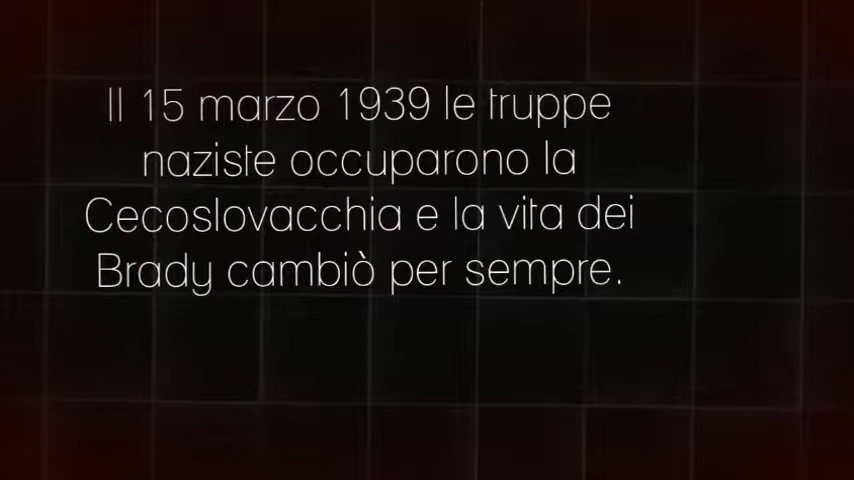 Il 15 marzo 1939 le truppe
naziste occuparono la
Cecoslovacchia e la vita dei
Brady cambiò per sempre.